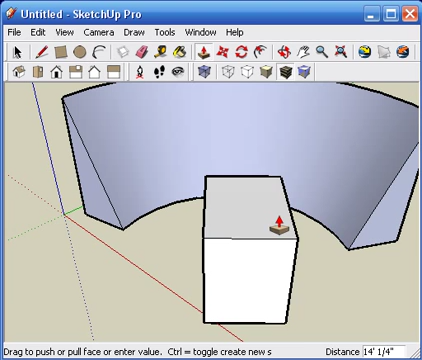 Untitled - SketchUp Pro
File Edit View Camera Draw Tools Window Help
Drag to push or pull face or enter value. Ctrl = toggle create new s Distance 14' 1/4"